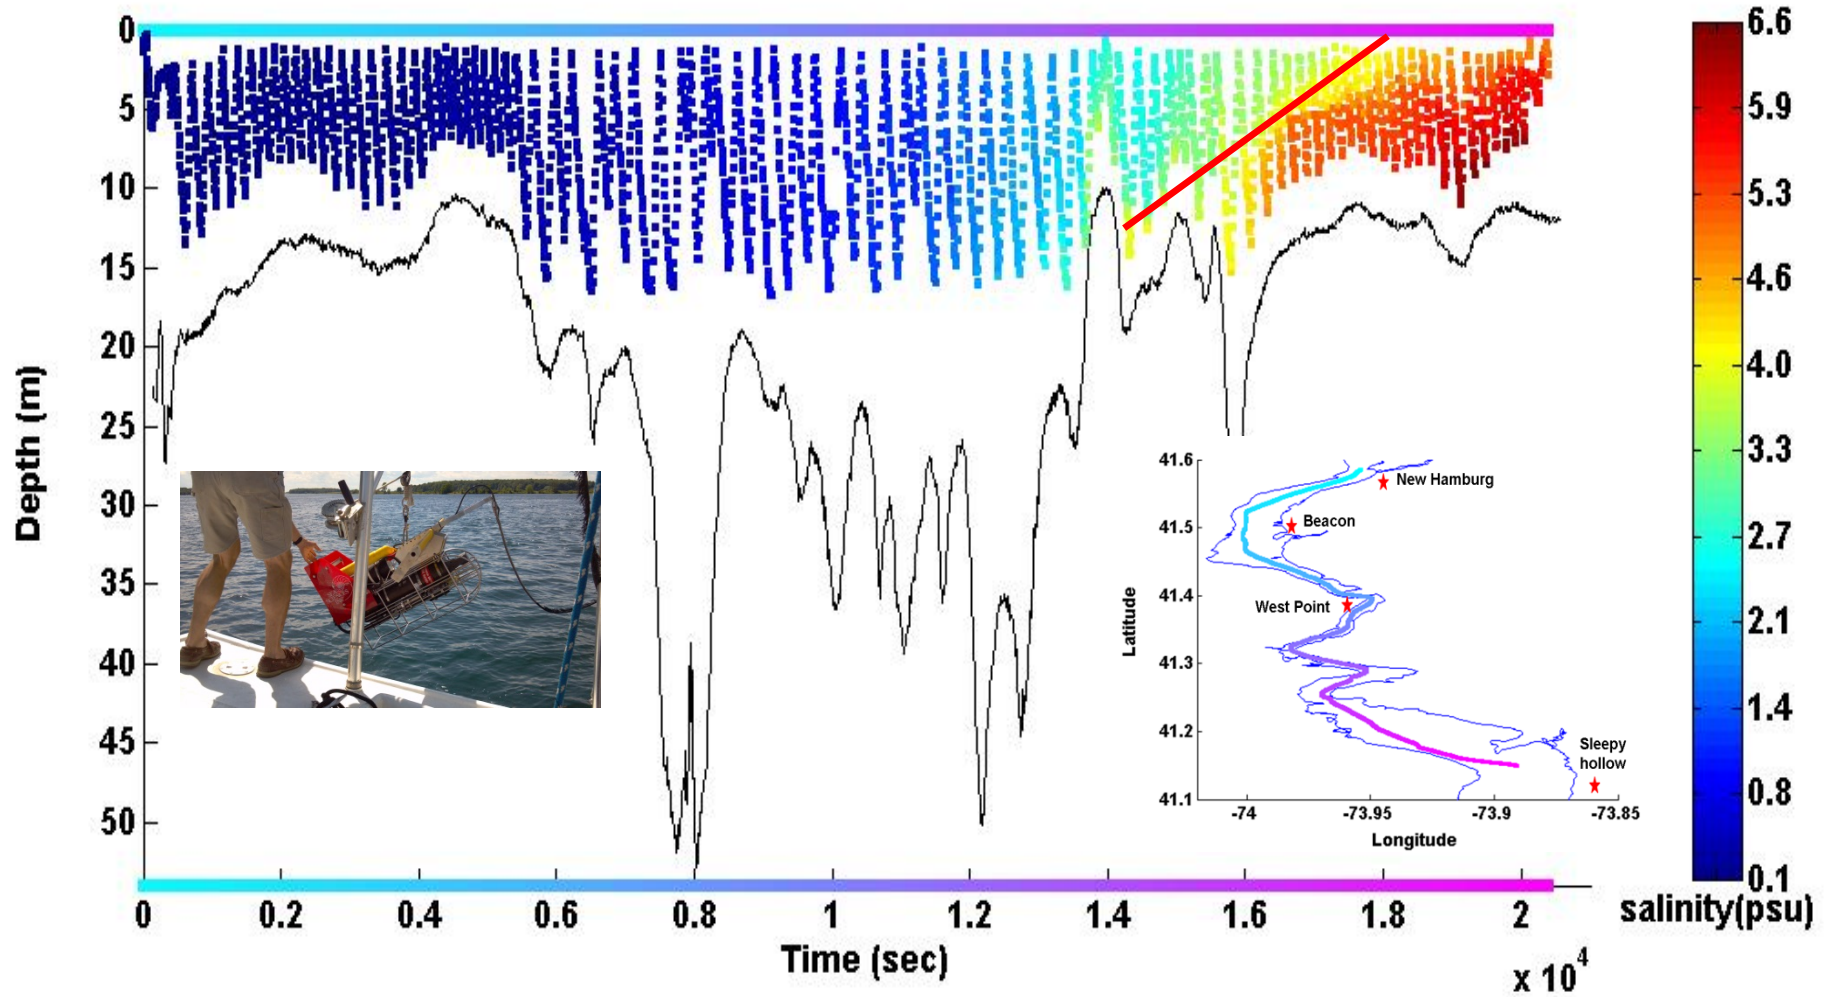 0
5
10
15
20
25
30
35
40
45
50
Depth (m)
0 0.2 0.4 0.6 0.8 1 1.2 1.4 1.6 1.8 2
Time (sec)
x 10^4
6.6
5.9
5.3
4.6
4.0
3.3
2.7
2.1
1.4
0.8
0.1
salinity(psu)
41.6
41.5
41.4
41.3
41.2
41.1
Latitude
New Hamburg
Beacon
West Point
Sleepy
hollow
-74 -73.95 -73.9 -73.85
Longitude